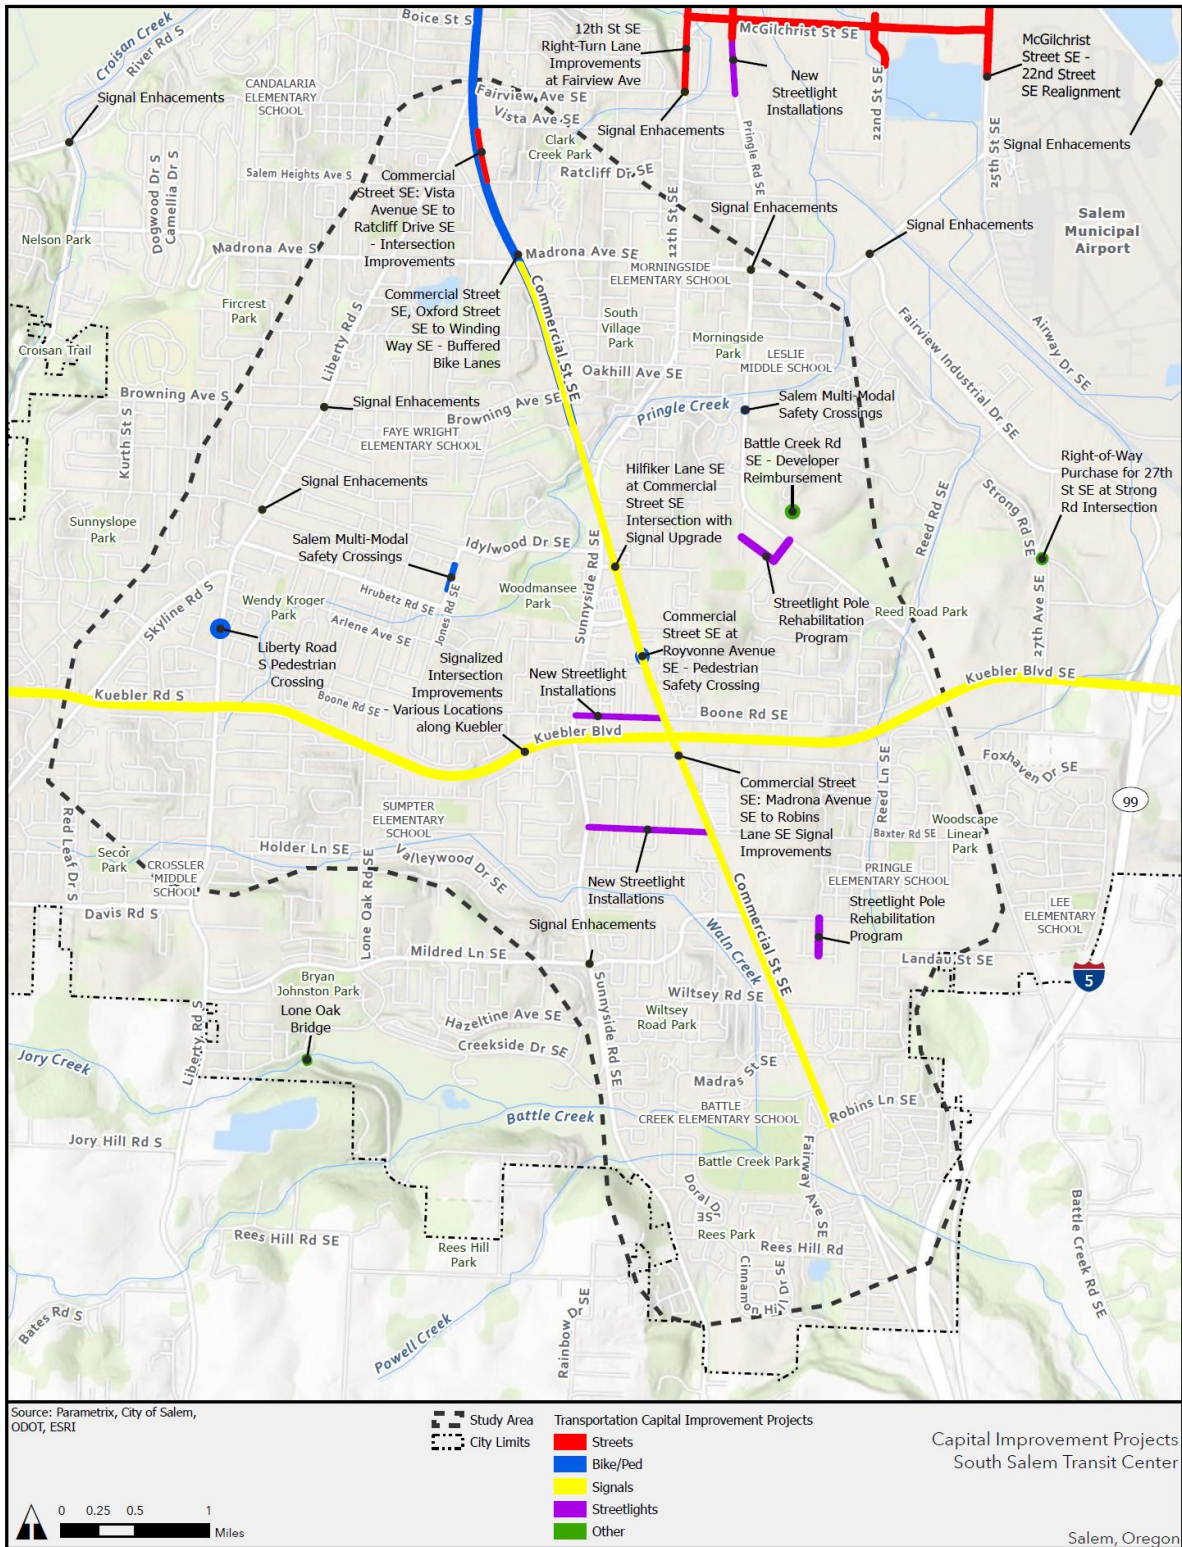 Boice St S
Croisan Creek
River Rd S
12th St SE
Right-Turn Lane
Improvements
at Fairview Ave
McGilchrist St SE
McGilchrist
Street SE -
22nd Street
SE Realignment
New
Streetlight
Installations
22nd St SE
25th St SE
Signal Enhacements
CANDALARIA
ELEMENTARY
SCHOOL
Fairview Ave SE
Vista Ave SE
Signal Enhacements
Pringle Rd SE
Signal Enhacements
Clark
Creek Park
Ratcliff Dr SE
Dogwood Dr S
Camellia Dr S
Salem Heights Ave S
Commercial
Street SE: Vista
Avenue SE to
Ratcliff Drive SE
- Intersection
Improvements
12th St SE
Signal Enhacements
Signal Enhacements
Salem
Municipal
Airport
Nelson Park
Madrona Ave S
Madrona Ave SE
MORNINGSIDE
ELEMENTARY SCHOOL
Commercial Street
SE, Oxford Street
SE to Winding
Way SE - Buffered
Bike Lanes
Commercial St SE
Fircrest
Park
Liberty Rd S
South
Village
Park
Morningside
Park
LESLIE
MIDDLE SCHOOL
Fairview Industrial Dr SE
Airway Dr SE
Croisan Trail
Oakhill Ave SE
Browning Ave S
Kurth St S
Signal Enhacements
Browning Ave SE
Pringle Creek
Salem Multi-Modal
Safety Crossings
FAYE WRIGHT
ELEMENTARY SCHOOL
Battle Creek Rd
SE - Developer
Reimbursement
Hilfiker Lane SE
at Commercial
Street SE
Intersection with
Signal Upgrade
Right-of-Way
Purchase for 27th
St SE at Strong
Rd Intersection
Signal Enhacements
Reed Rd SE
Strong Rd SE
Sunnyslope
Park
Salem Multi-Modal
Safety Crossings
Idylwood Dr SE
Sunnyside Rd SE
Woodmansee
Park
Skyline Rd S
Hrubetz Rd SE
Jones Rd SE
Wendy Kroger
Park
Arlene Ave SE
Streetlight Pole
Rehabilitation
Program
Reed Road Park
27th Ave SE
Liberty Road
S Pedestrian
Crossing
Commercial
Street SE at
Royvonne Avenue
SE - Pedestrian
Safety Crossing
Signalized
Intersection
Improvements
- Various Locations
along Kuebler
New Streetlight
Installations
Kuebler Blvd SE
Kuebler Rd S
Boone Rd SE
Boone Rd SE
Kuebler Blvd
Foxhaven Dr SE
Reed Ln SE
99
Commercial Street
SE: Madrona Avenue
SE to Robins
Lane SE Signal
Improvements
Red Leaf Dr S
SUMPTER
ELEMENTARY
SCHOOL
Baxter Rd SE
Woodscape
Linear
Park
Secor
Park
CROSSLER
MIDDLE
SCHOOL
Holder Ln SE
Lone Oak Rd SE
Valleywood Dr SE
New Streetlight
Installations
PRINGLE
ELEMENTARY SCHOOL
Commercial St SE
Davis Rd S
Signal Enhacements
Streetlight Pole
Rehabilitation
Program
LEE
ELEMENTARY
SCHOOL
Mildred Ln SE
Waln Creek
Landau St SE
5
Bryan
Johnston Park
Lone Oak
Bridge
Wiltsey Rd SE
Wiltsey
Road Park
Hazeltine Ave SE
Creekside Dr SE
Sunnyside Rd SE
Liberty Rd S
Jory Creek
Madras St SE
BATTLE
CREEK ELEMENTARY SCHOOL
Robins Ln SE
Battle Creek
Jory Hill Rd S
Battle Creek Park
Fairway Ave SE
Doral Dr
SE
Rees Park
Rees Hill Rd SE
Rees Hill
Park
Rees Hill Rd
Cinnamon Hill Dr SE
Battle Creek Rd SE
Bates Rd S
Powell Creek
Rainbow Dr SE
Source: Parametrix, City of Salem,
ODOT, ESRI
Study Area
City Limits
Transportation Capital Improvement Projects
Streets
Bike/Ped
Signals
Streetlights
Other
0 0.25 0.5 1
Miles
Capital Improvement Projects
South Salem Transit Center
Salem, Oregon